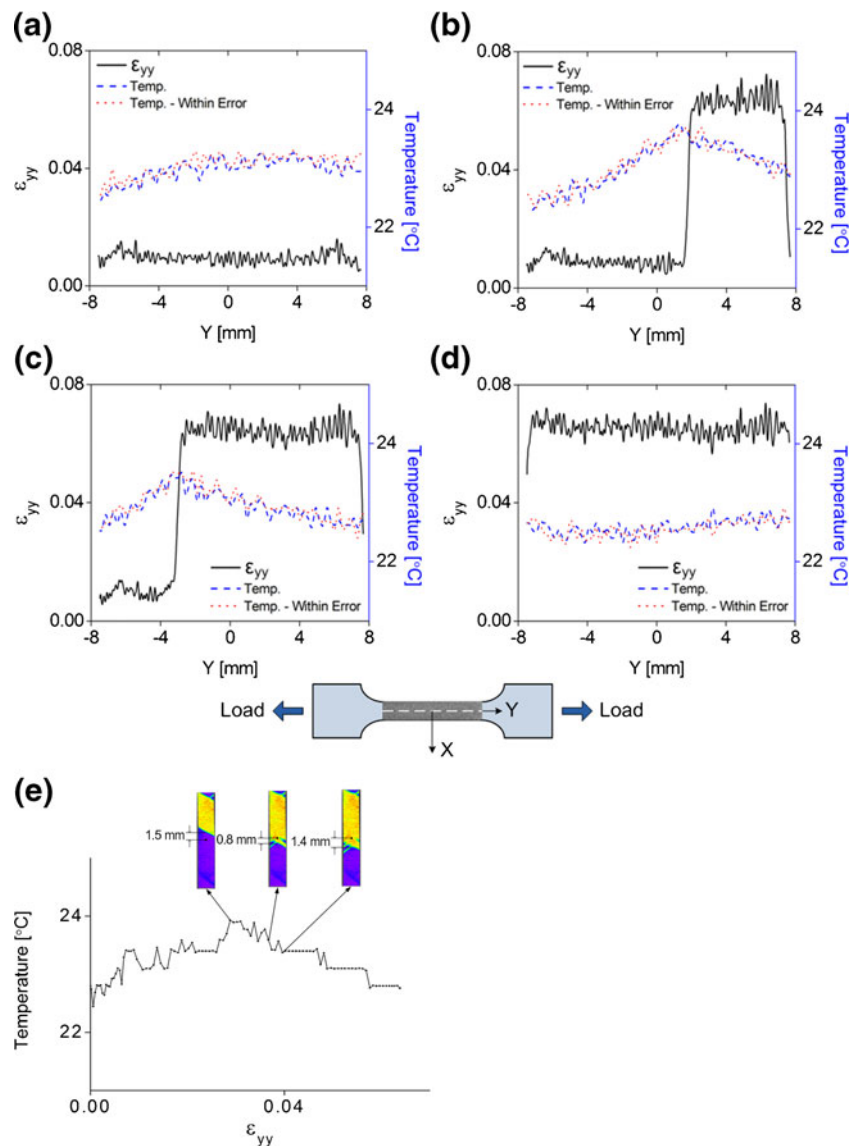 (a)
0.08
0.04
0.00
εyy
εyy
Temp.
Temp. - Within Error
24
22
Temperature [°C]
-8
-4
0
4
8
Y [mm]
(b)
0.08
0.04
0.00
εyy
εyy
Temp.
Temp. - Within Error
24
22
Temperature [°C]
-8
-4
0
4
8
Y [mm]
(c)
0.08
0.04
0.00
εyy
εyy
Temp.
Temp. - Within Error
24
22
Temperature [°C]
-8
-4
0
4
8
Y [mm]
(d)
0.08
0.04
0.00
εyy
εyy
Temp.
Temp. - Within Error
24
22
Temperature [°C]
-8
-4
0
4
8
Y [mm]
Load
Y
X
Load
(e)
1.5 mm
0.8 mm
1.4 mm
24
22
Temperature [°C]
0.00
0.04
εyy